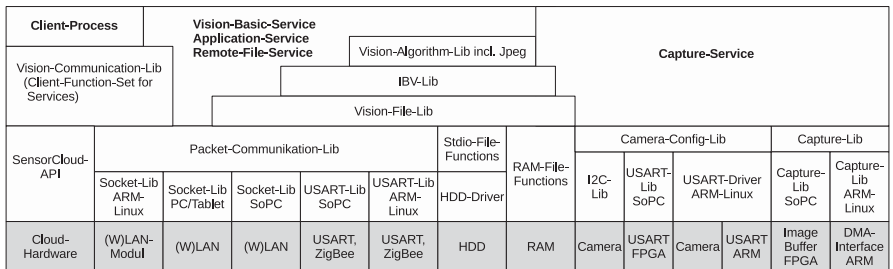 Client-Process
Vision-Basic-Service
Application-Service
Remote-File-Service
Capture-Service
Vision-Communication-Lib
(Client-Function-Set for
Services)
Vision-Algorithm-Lib incl. Jpeg
IBV-Lib
Vision-File-Lib
SensorCloud-
API
Packet-Communikation-Lib
Stdio-File-
Functions
RAM-File-
Functions
Camera-Config-Lib
Capture-Lib
Socket-Lib
ARM-
Linux
Socket-Lib
PC/Tablet
Socket-Lib
SoPC
USART-Lib
SoPC
USART-Lib
ARM-
Linux
HDD-Driver
I2C-
Lib
USART-
Lib
SoPC
USART-Driver
ARM-Linux
Capture-
Lib
SoPC
Capture-
Lib
ARM-
Linux
Cloud-
Hardware
(W)LAN-
Modul
(W)LAN
(W)LAN
USART,
ZigBee
USART,
ZigBee
HDD
RAM
Camera
USART
FPGA
Camera
USART
ARM
Image
Buffer
FPGA
DMA-
Interface
ARM